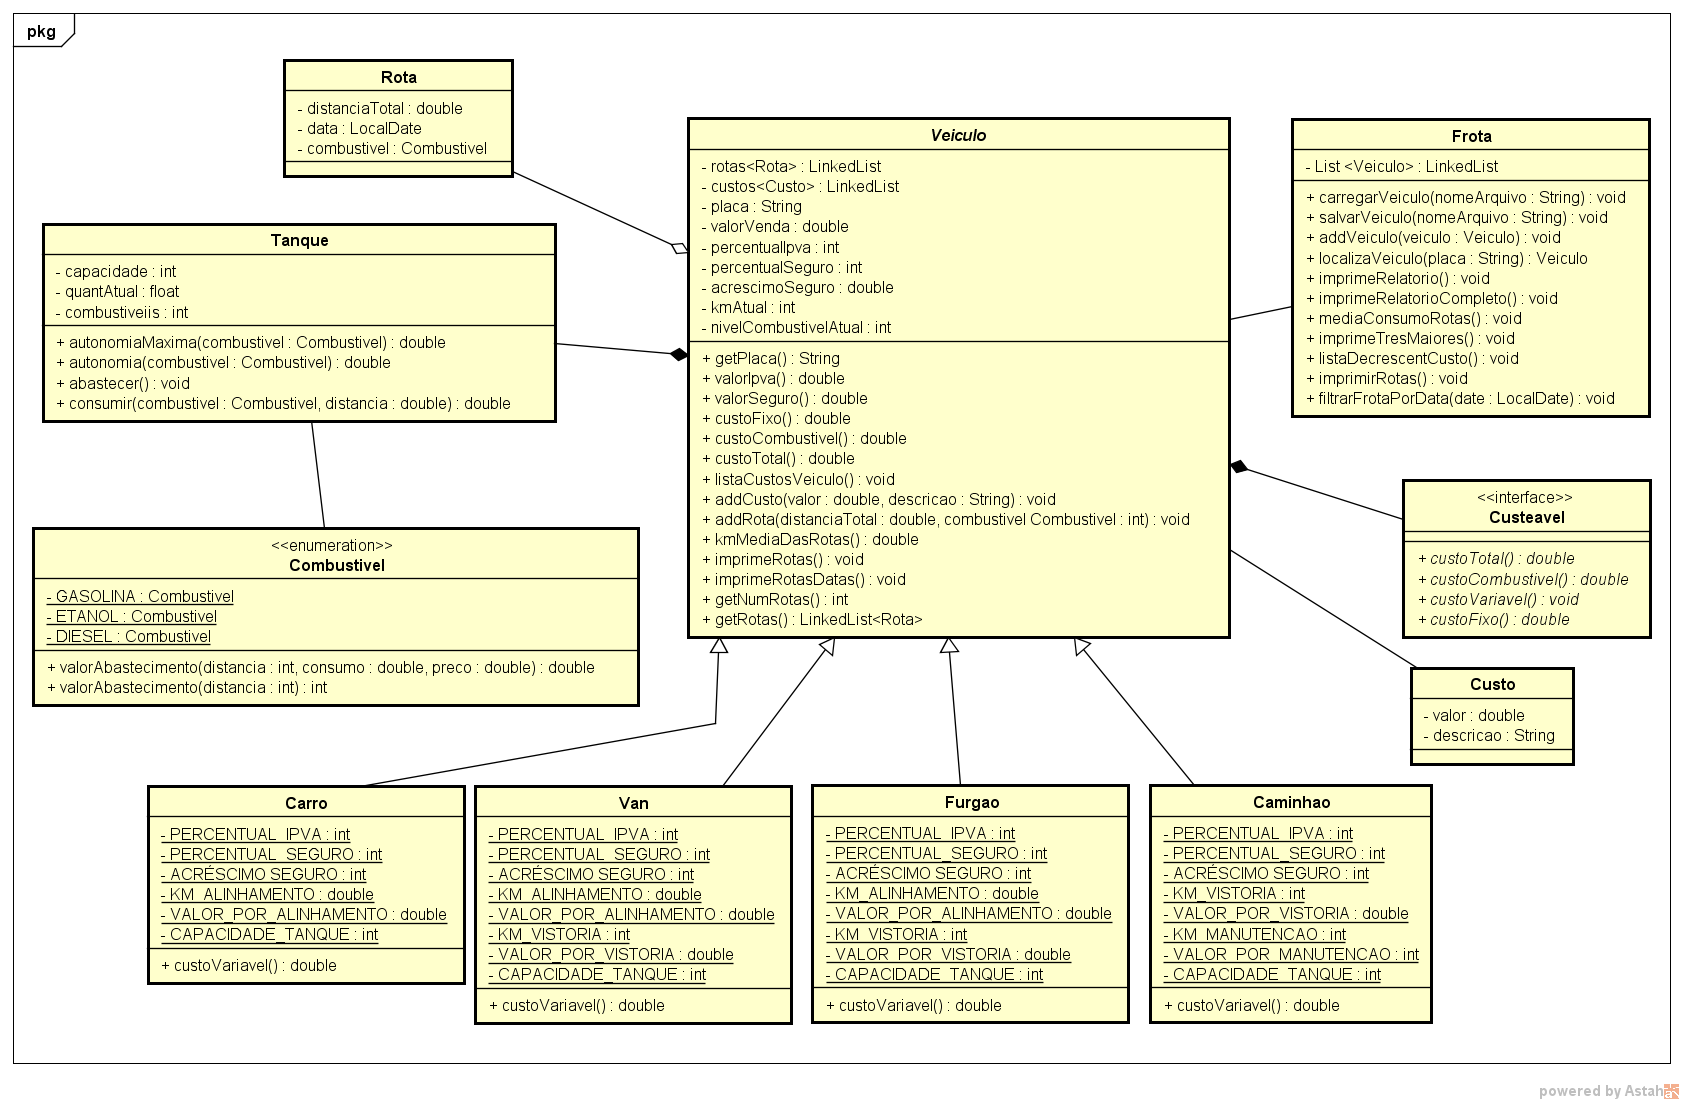 pkg
Rota
- distanciaTotal : double
- data : LocalDate
- combustivel : Combustivel
Tanque
- capacidade : int
- quantAtual : float
- combustiveiis : int
+ autonomiaMaxima(combustivel : Combustivel) : double
+ autonomia(combustivel : Combustivel) : double
+ abastecer() : void
+ consumir(combustivel : Combustivel, distancia : double) : double
<<enumeration>>
Combustivel
- GASOLINA : Combustivel
- ETANOL : Combustivel
- DIESEL : Combustivel
+ valorAbastecimento(distancia : int, consumo : double, preco : double) : double
+ valorAbastecimento(distancia : int) : int
Veiculo
- rotas<Rota> : LinkedList
- custos<Custo> : LinkedList
- placa : String
- valorVenda : double
- percentualIpva : int
- percentualSeguro : int
- acrescimoSeguro : double
- kmAtual : int
- nivelCombustivelAtual : int
+ getPlaca() : String
+ valorIpva() : double
+ valorSeguro() : double
+ custoFixo() : double
+ custoCombustivel() : double
+ custoTotal() : double
+ listaCustosVeiculo() : void
+ addCusto(valor : double, descricao : String) : void
+ addRota(distanciaTotal : double, combustivel Combustivel : int) : void
+ kmMediaDasRotas() : double
+ imprimeRotas() : void
+ imprimeRotasDatas() : void
+ getNumRotas() : int
+ getRotas() : LinkedList<Rota>
Frota
- List <Veiculo> : LinkedList
+ carregarVeiculo(nomeArquivo : String) : void
+ salvarVeiculo(nomeArquivo : String) : void
+ addVeiculo(veiculo : Veiculo) : void
+ localizaVeiculo(placa : String) : Veiculo
+ imprimeRelatorio() : void
+ imprimeRelatorioCompleto() : void
+ mediaConsumoRotas() : void
+ imprimeTresMaiores() : void
+ listaDecrescentCusto() : void
+ imprimirRotas() : void
+ filtrarFrotaPorData(date : LocalDate) : void
<<interface>>
Custeavel
+ custoTotal() : double
+ custoCombustivel() : double
+ custoVariavel() : void
+ custoFixo() : double
Custo
- valor : double
- descricao : String
Carro
- PERCENTUAL_IPVA : int
- PERCENTUAL_SEGURO : int
- ACRÉSCIMO SEGURO : int
- KM_ALINHAMENTO : double
- VALOR_POR_ALINHAMENTO : double
- CAPACIDADE_TANQUE : int
+ custoVariavel() : double
Van
- PERCENTUAL_IPVA : int
- PERCENTUAL_SEGURO : int
- ACRÉSCIMO SEGURO : int
- KM_ALINHAMENTO : double
- VALOR_POR_ALINHAMENTO : double
- KM_VISTORIA : int
- VALOR_POR_VISTORIA : double
- CAPACIDADE_TANQUE : int
+ custoVariavel() : double
Furgao
- PERCENTUAL_IPVA : int
- PERCENTUAL_SEGURO : int
- ACRÉSCIMO SEGURO : int
- KM_ALINHAMENTO : double
- VALOR_POR_ALINHAMENTO : double
- KM_VISTORIA : int
- VALOR_POR_VISTORIA : double
- CAPACIDADE_TANQUE : int
+ custoVariavel() : double
Caminhao
- PERCENTUAL_IPVA : int
- PERCENTUAL_SEGURO : int
- ACRÉSCIMO SEGURO : int
- KM_VISTORIA : int
- VALOR_POR_VISTORIA : double
- KM_MANUTENCAO : int
- VALOR_POR_MANUTENCAO : int
- CAPACIDADE_TANQUE : int
+ custoVariavel() : double
powered by Astah